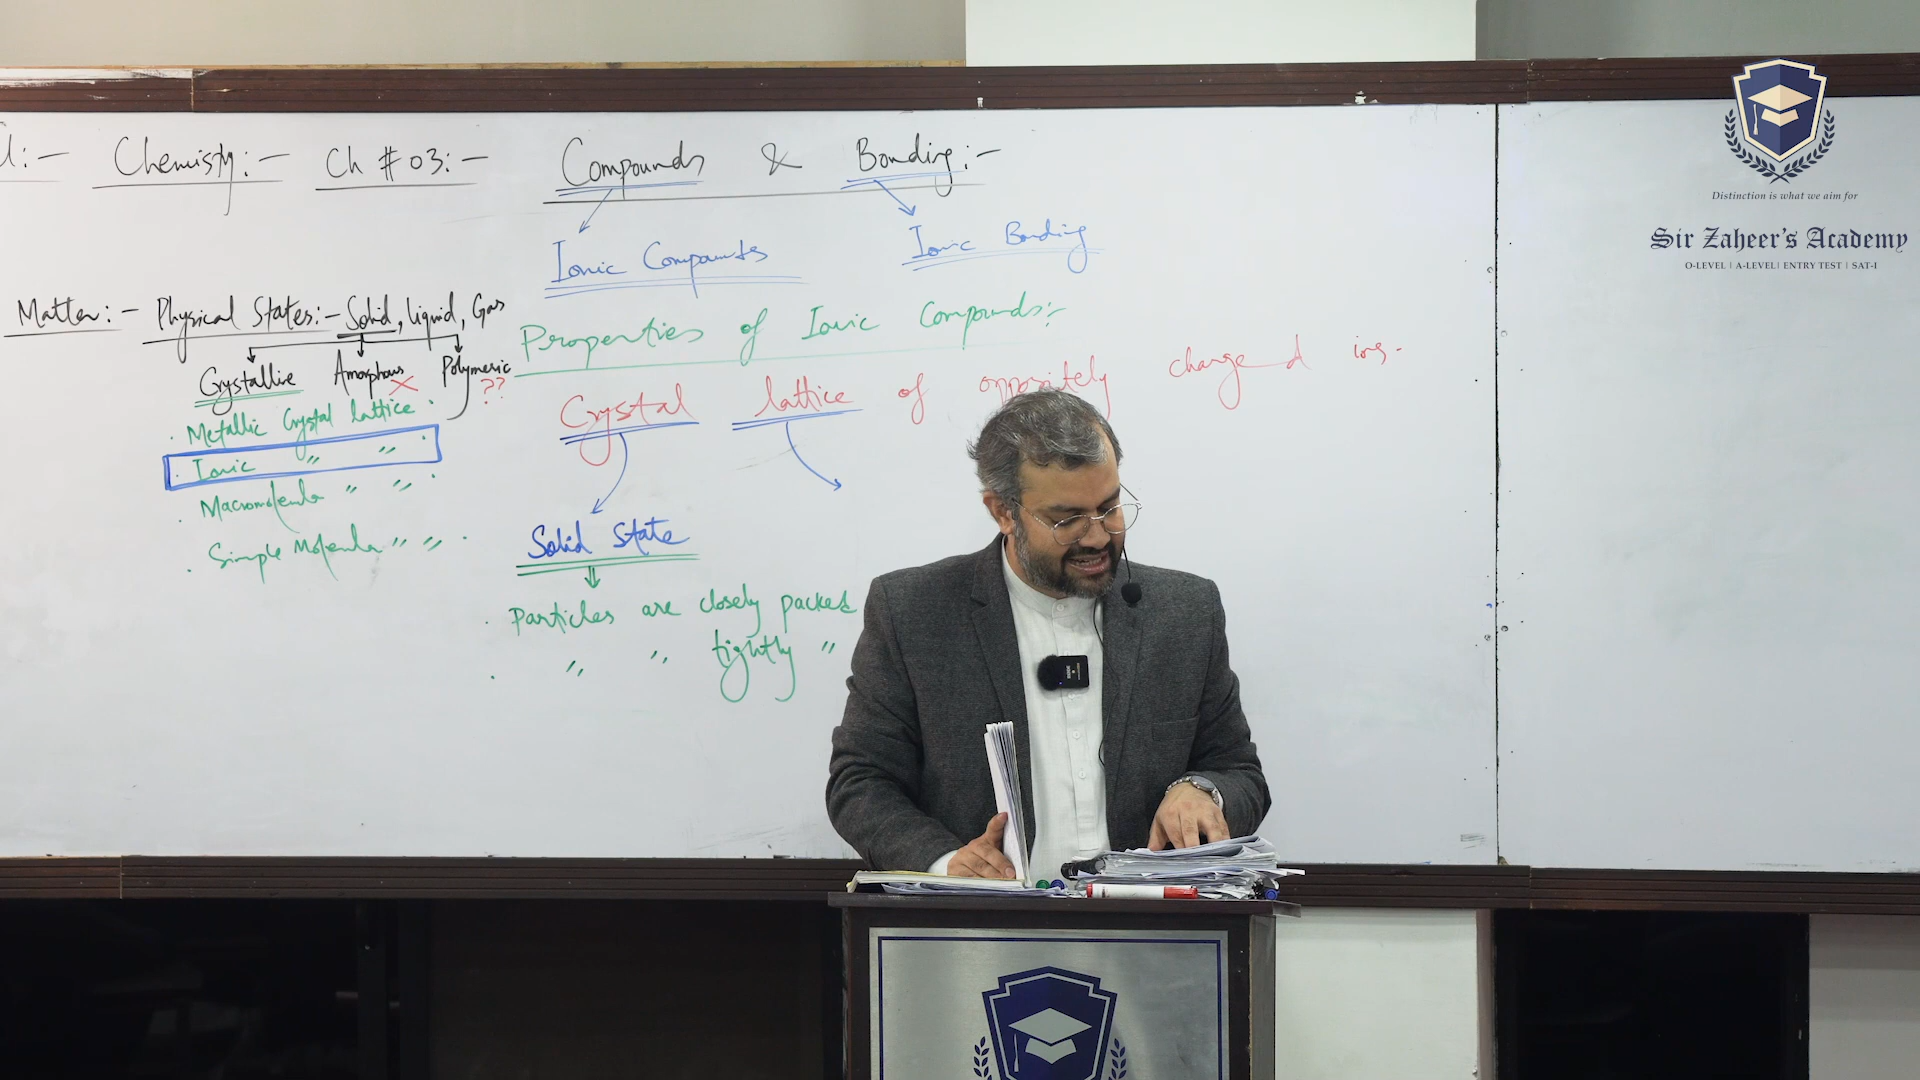 Chemistry:- Ch # 03:- Compounds & Bonding:-
Ionic Compounds
Ionic Bonding
Matter:- Physical States:- Solid, Liquid, Gas
Crystalline
Amorphous X
Polymeric
??
· Metallic Crystal lattice ·
· Ionic 〃 〃 ·
· Macromolecular 〃 〃 ·
· Simple Molecular 〃 〃 ·
Properties of Ionic Compounds:-
Crystal lattice of oppositely charged ions.
Solid State
· Particles are closely packed
· 〃 〃 tightly 〃
Distinction is what we aim for
Sir Zaheer's Academy
O-LEVEL | A-LEVEL | ENTRY TEST | SAT-I